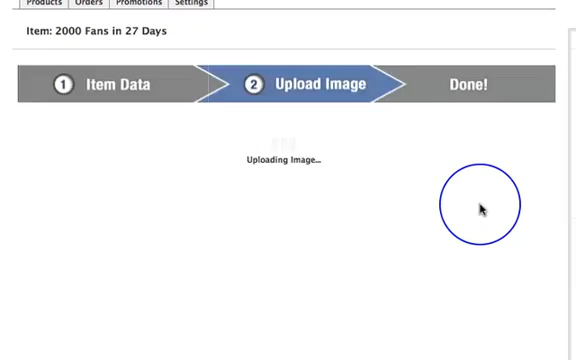 Products Orders Promotions Settings
Item: 2000 Fans in 27 Days
1 Item Data 2 Upload Image Done!
Uploading Image...